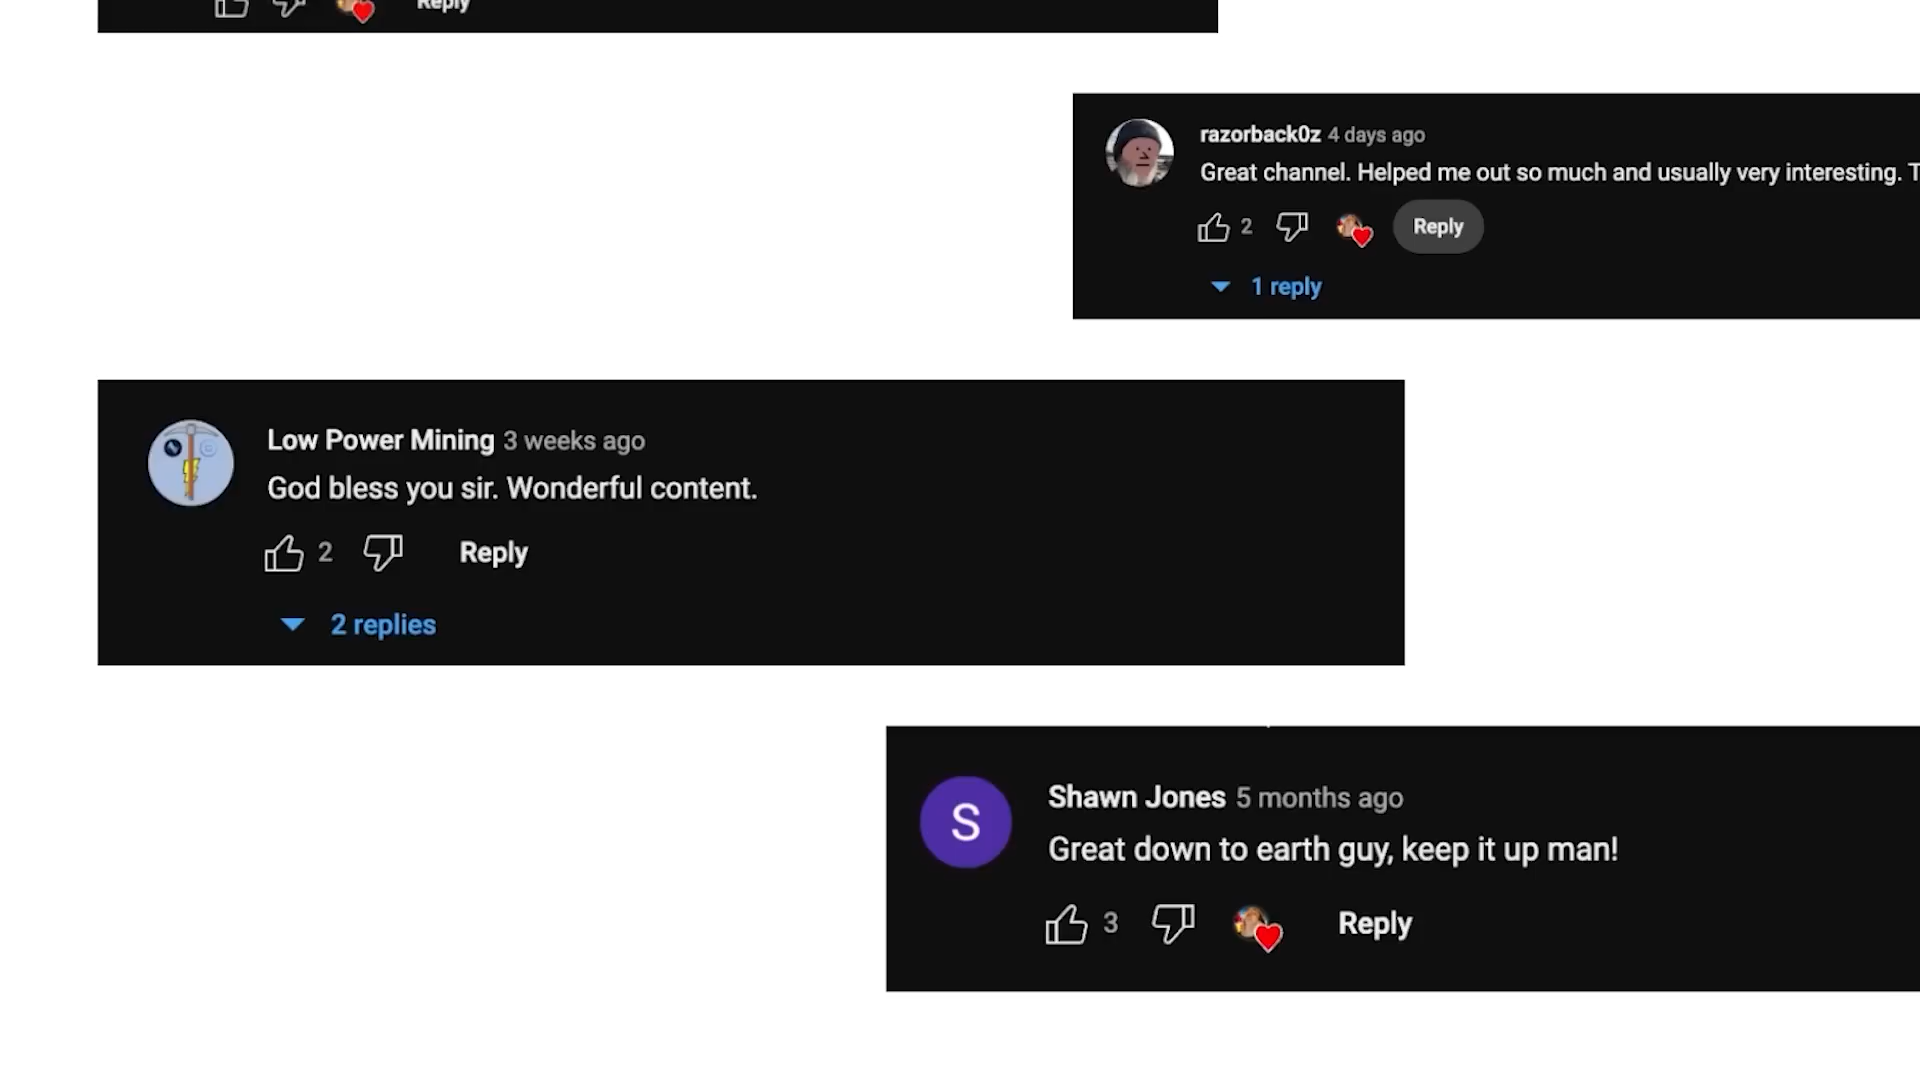 Reply
razorback0z 4 days ago
Great channel. Helped me out so much and usually very interesting. T
2 Reply
1 reply
Low Power Mining 3 weeks ago
God bless you sir. Wonderful content.
2 Reply
2 replies
S
Shawn Jones 5 months ago
Great down to earth guy, keep it up man!
3 Reply